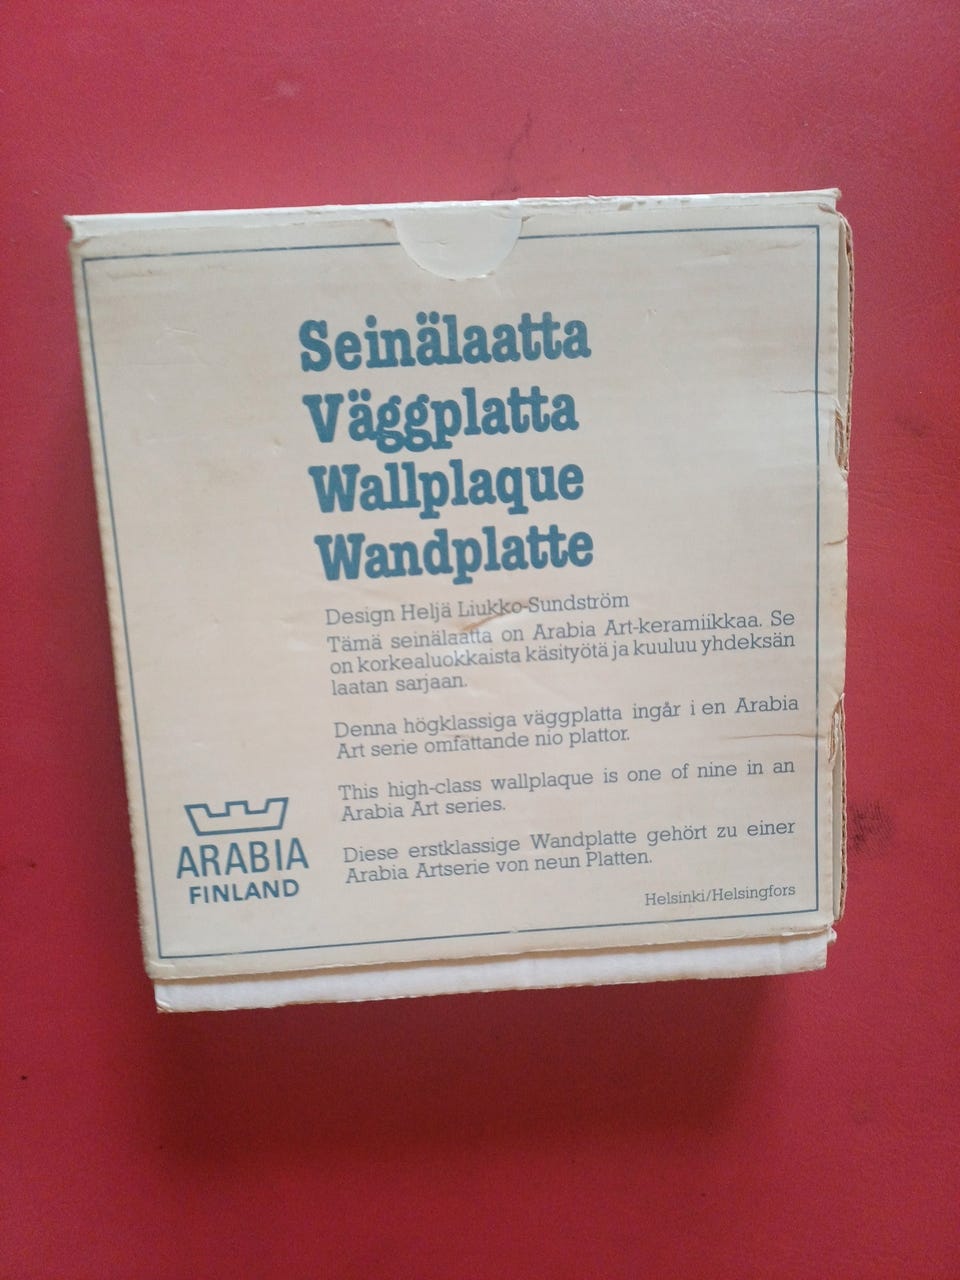 Seinälaatta
Väggplatta
Wallplaque
Wandplatte
Design Heljä Liukko-Sundström
Tämä seinälaatta on Arabia Art-keramiikkaa. Se
on korkealuokkaista käsityötä ja kuuluu yhdeksän
laatan sarjaan.
Denna högklassiga väggplatta ingår i en Arabia
Art serie omfattande nio plattor.
This high-class wallplaque is one of nine in an
Arabia Art series.
Diese erstklassige Wandplatte gehört zu einer
Arabia Artserie von neun Platten.
ARABIA
FINLAND
Helsinki/Helsingfors